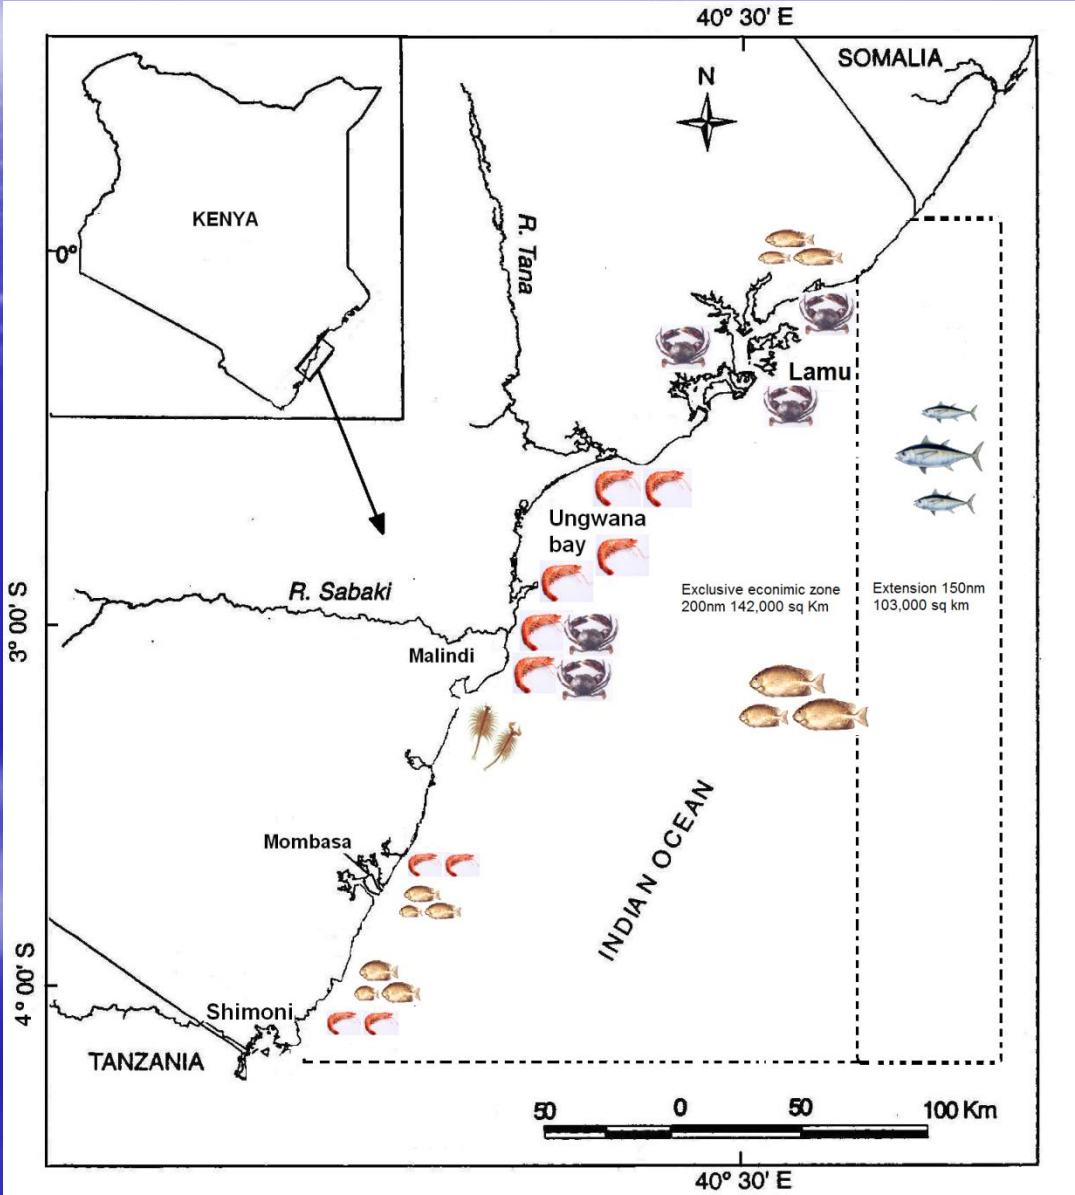 40° 30' E
SOMALIA
N
KENYA
0°
R. Tana
Lamu
Ungwana
bay
Exclusive econimic zone
200nm 142,000 sq Km
Extension 150nm
103,000 sq km
R. Sabaki
3° 00' S
Malindi
Mombasa
INDIAN OCEAN
4° 00' S
Shimoni
TANZANIA
50 0 50 100 Km
40° 30' E